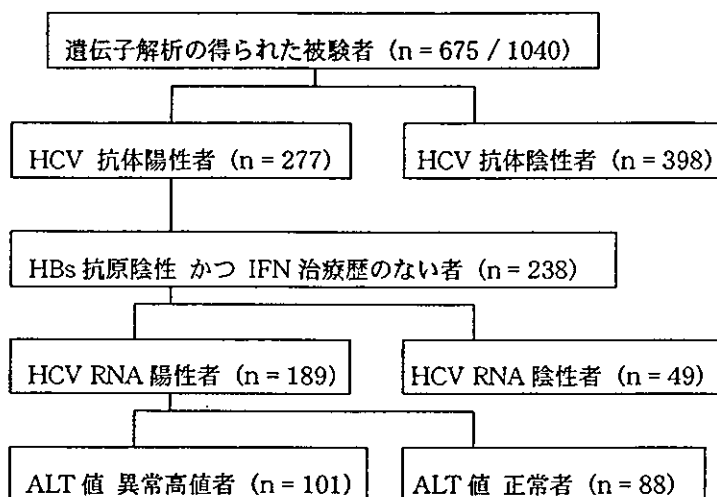 遺伝子解析の得られた被験者 (n = 675 / 1040)
HCV 抗体陽性者 (n = 277)
HCV 抗体陰性者 (n = 398)
HBs 抗原陰性 かつ IFN 治療歴のない者 (n = 238)
HCV RNA 陽性者 (n = 189)
HCV RNA 陰性者 (n = 49)
ALT 値 異常高値者 (n = 101)
ALT 値 正常者 (n = 88)